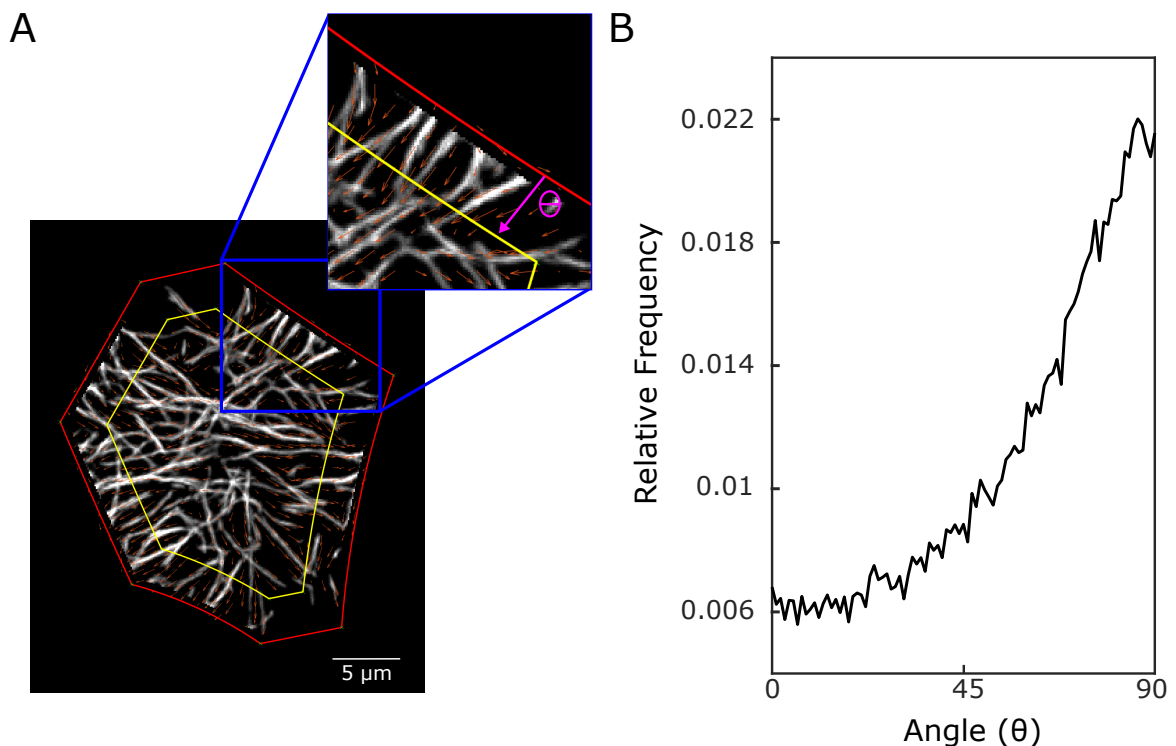 A
B
θ
5 µm
Relative Frequency
0.022
0.018
0.014
0.01
0.006
0
45
90
Angle (θ)